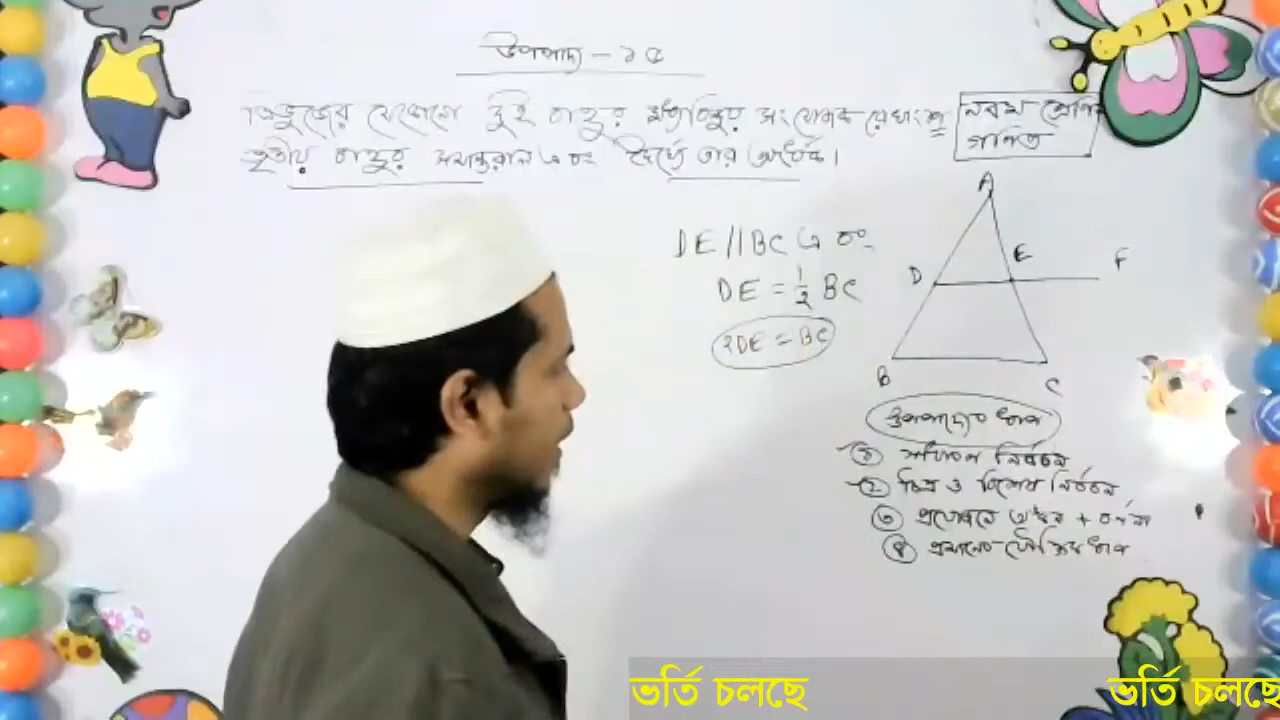 উপপাদ্য – ১৫
ত্রিভুজের যেকোনো দুই বাহুর মধ্যবিন্দুর সংযোজক রেখাংশ
তৃতীয় বাহুর সমান্তরাল এবং দৈর্ঘ্যে তার অর্ধেক।
নবম শ্রেণি
গণিত
DE || BC এবং
DE = ½ BC
২DE = BC
A
D E F
B C
উপপাদ্যের ধাপ
① সাধারণ নির্বচন
② চিত্র ও বিশেষ নির্বচন
③ প্রয়োজনে অঙ্কন + বর্ণনা
④ প্রমাণের যৌক্তিক ধাপ
ভর্তি চলছে ভর্তি চলছে